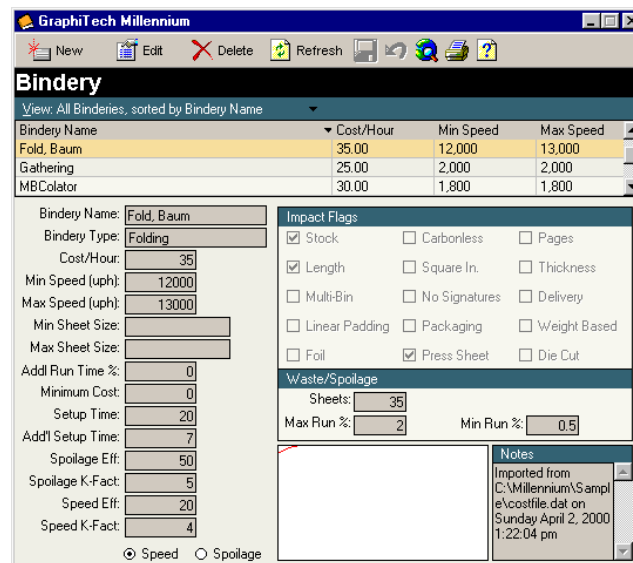 GraphiTech Millennium
New Edit Delete Refresh
Bindery
View: All Binderies, sorted by Bindery Name
Bindery Name Cost/Hour Min Speed Max Speed
Fold, Baum 35.00 12,000 13,000
Gathering 25.00 2,000 2,000
MBColator 30.00 1,800 1,800
Bindery Name: Fold, Baum
Bindery Type: Folding
Cost/Hour: 35
Min Speed (uph): 12000
Max Speed (uph): 13000
Min Sheet Size:
Max Sheet Size:
Addl Run Time %: 0
Minimum Cost: 0
Setup Time: 20
Add'l Setup Time: 7
Spoilage Eff: 50
Spoilage K-Fact: 5
Speed Eff: 20
Speed K-Fact: 4
Speed Spoilage
Impact Flags
Stock Carbonless Pages
Length Square In. Thickness
Multi-Bin No Signatures Delivery
Linear Padding Packaging Weight Based
Foil Press Sheet Die Cut
Waste/Spoilage
Sheets: 35
Max Run %: 2 Min Run %: 0.5
Notes
Imported from
C:\Millennium\Sampl
e\costfile.dat on
Sunday April 2, 2000
1:22:04 pm